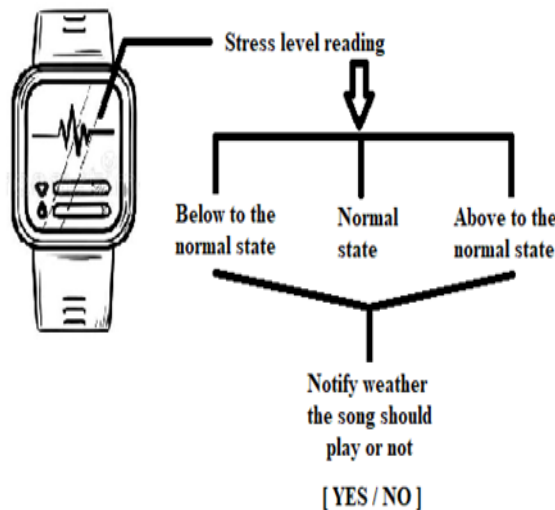 Stress level reading
Below to the
normal state
Normal
state
Above to the
normal state
Notify weather
the song should
play or not
[ YES / NO ]